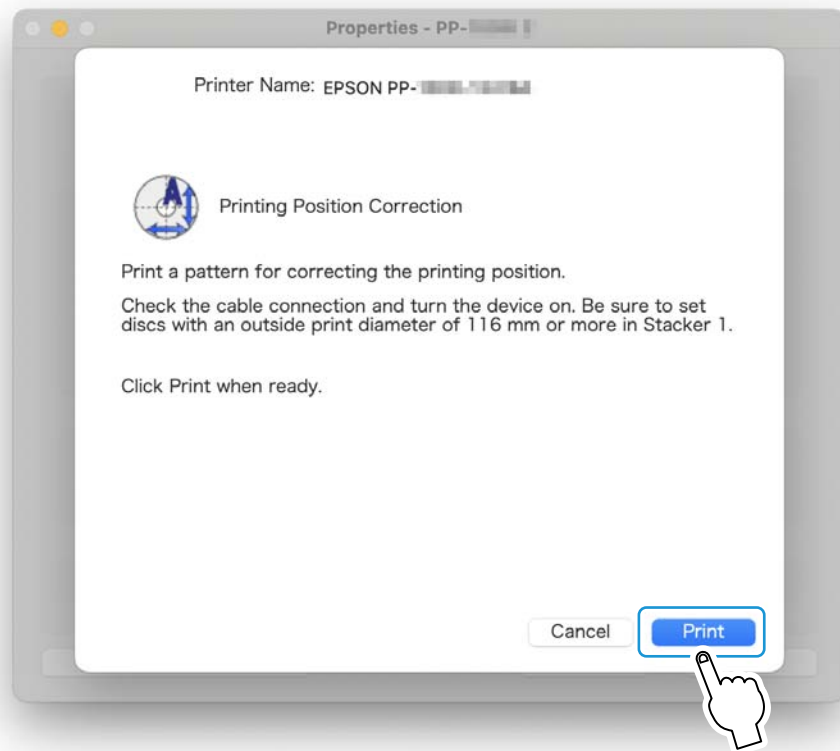 Properties - PP-
Printer Name: EPSON PP-
Printing Position Correction
Print a pattern for correcting the printing position.
Check the cable connection and turn the device on. Be sure to set
discs with an outside print diameter of 116 mm or more in Stacker 1.
Click Print when ready.
Cancel Print